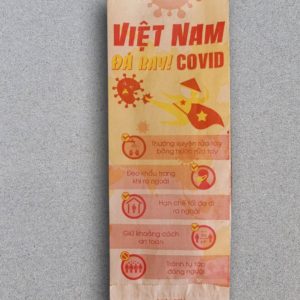 VIỆT NAM
ĐÁ BAY! COVID
Thường xuyên rửa tay
bằng nước rửa tay
Đeo khẩu trang
khi ra ngoài
Hạn chế tối đa đi
ra ngoài
Giữ khoảng cách
an toàn
Tránh tụ tập
đông người